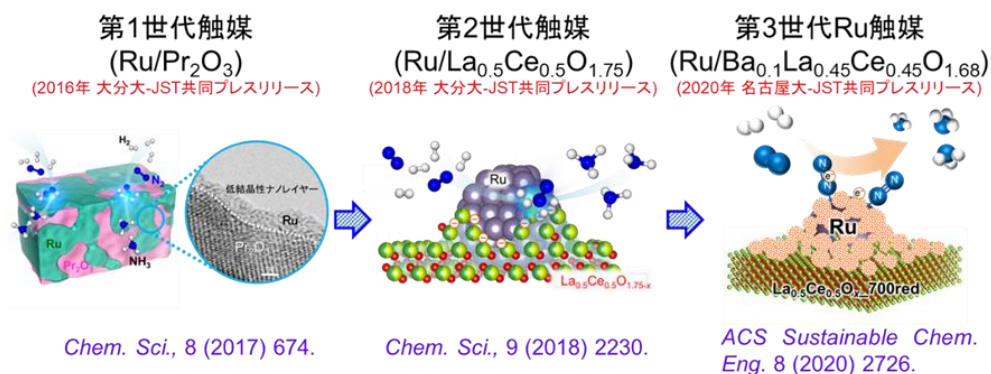 第1世代触媒
(Ru/Pr₂O₃)
(2016年 大分大-JST共同プレスリリース)
H₂
N₂
低結晶性ナノレイヤー
Ru
Pr₂O₃
Ru
Pr₂O₃
NH₃
Chem. Sci., 8 (2017) 674.
第2世代触媒
(Ru/La₀.₅Ce₀.₅O₁.₇₅)
(2018年 大分大-JST共同プレスリリース)
Ru
La₀.₅Ce₀.₅O₁.₇₅₋ₓ
Chem. Sci., 9 (2018) 2230.
第3世代Ru触媒
(Ru/Ba₀.₁La₀.₄₅Ce₀.₄₅O₁.₆₈)
(2020年 名古屋大-JST共同プレスリリース)
N
N
e⁻
e⁻
N
N
Ru
La₀.₅Ce₀.₅Oₓ_700red
ACS Sustainable Chem.
Eng. 8 (2020) 2726.